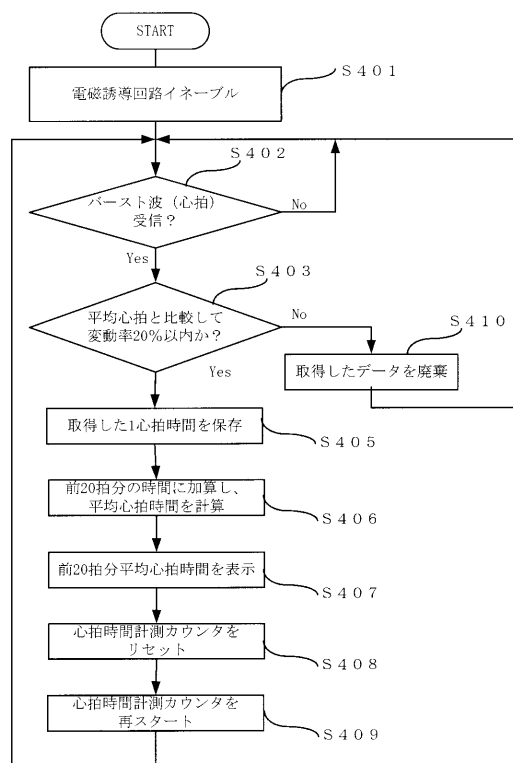 START
S401
電磁誘導回路イネーブル
S402
バースト波（心拍）
受信？
No
Yes
S403
平均心拍と比較して
変動率20%以内か？
No
S410
取得したデータを廃棄
Yes
取得した1心拍時間を保存
S405
前20拍分の時間に加算し、
平均心拍時間を計算
S406
前20拍分平均心拍時間を表示
S407
心拍時間計測カウンタを
リセット
S408
心拍時間計測カウンタを
再スタート
S409